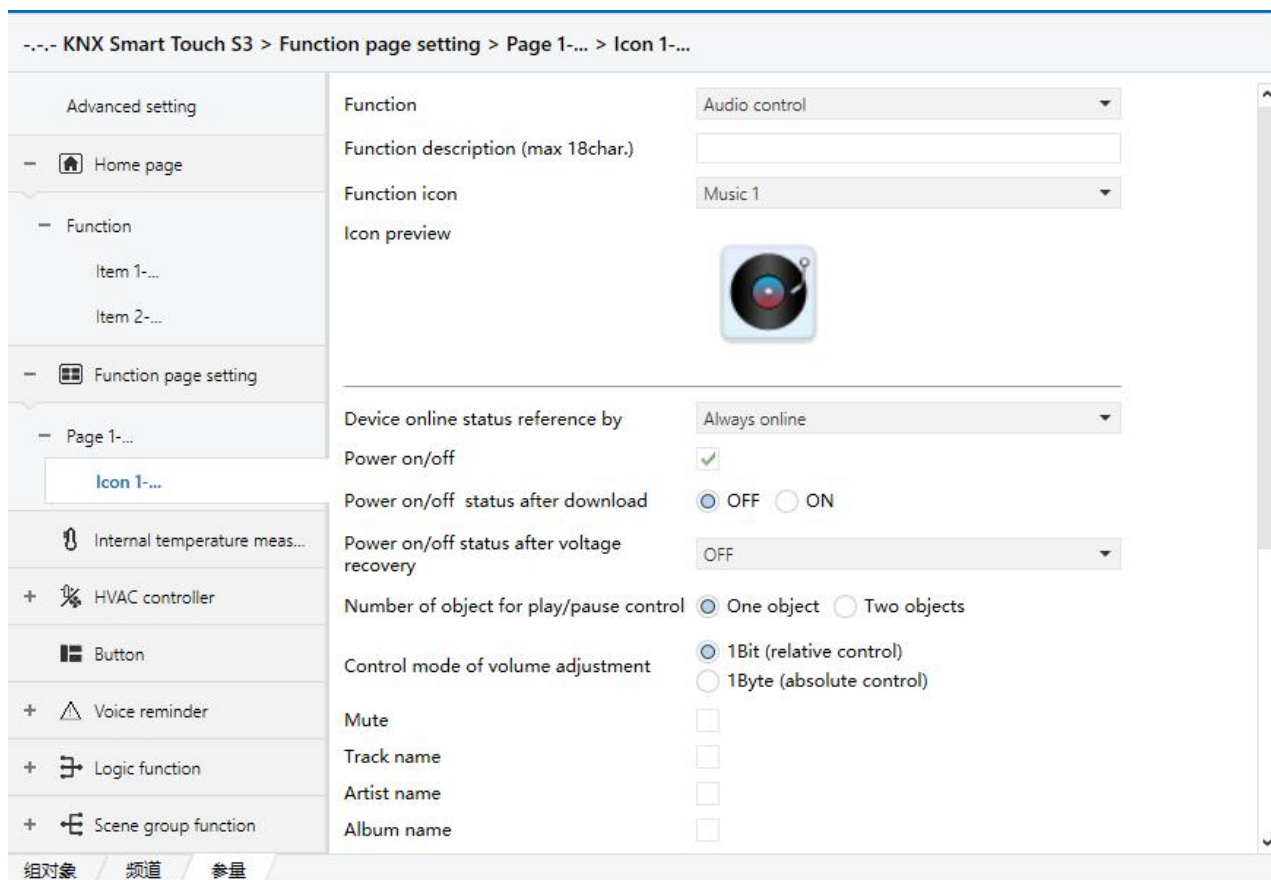 -.-.- KNX Smart Touch S3 > Function page setting > Page 1-... > Icon 1-...
Advanced setting
Home page
Function
Item 1-...
Item 2-...
Function page setting
Page 1-...
Icon 1-...
Internal temperature meas...
HVAC controller
Button
Voice reminder
Logic function
Scene group function
Function
Audio control
Function description (max 18char.)
Function icon
Music 1
Icon preview
Device online status reference by
Always online
Power on/off
Power on/off  status after download
OFF
ON
Power on/off status after voltage
recovery
OFF
Number of object for play/pause control
One object
Two objects
Control mode of volume adjustment
1Bit (relative control)
1Byte (absolute control)
Mute
Track name
Artist name
Album name
组对象
频道
参量